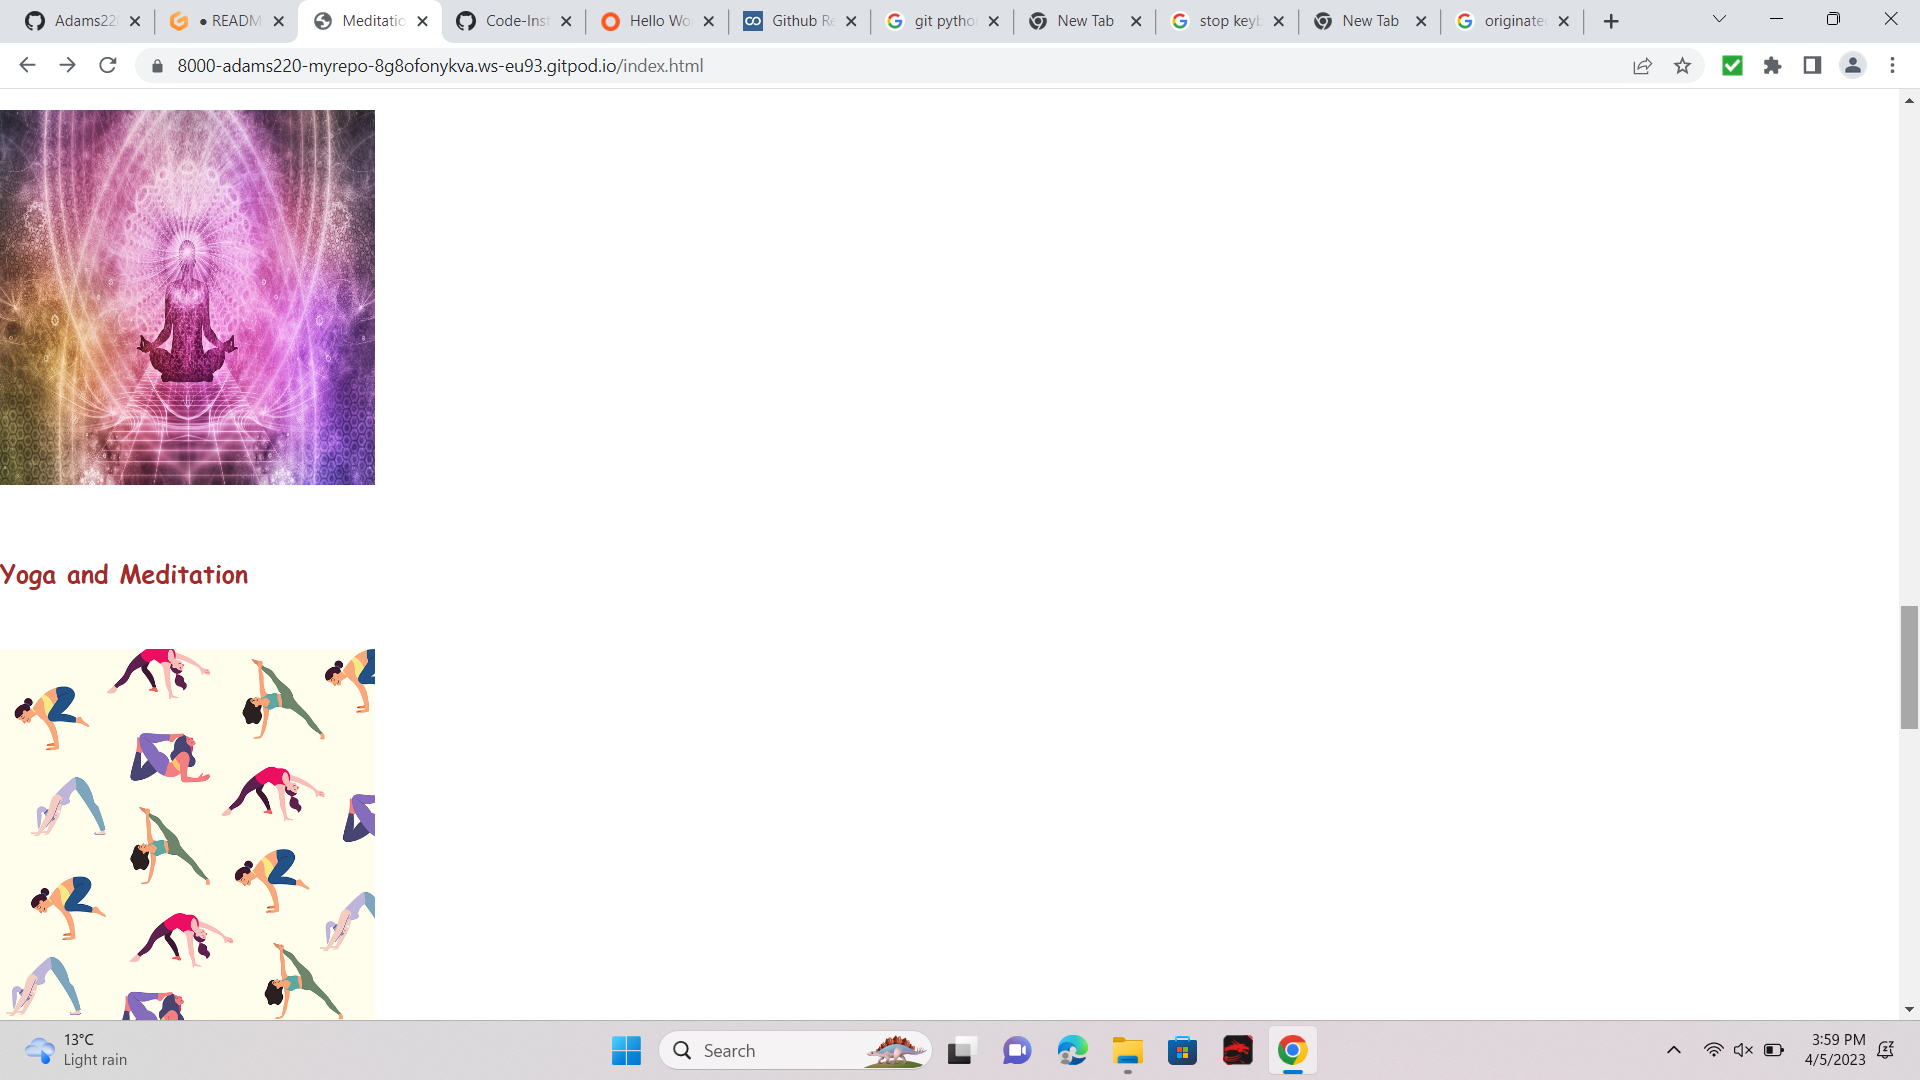 Adams22
● READM
Meditatio
Code-Inst
Hello Wo
Github Re
git pytho
New Tab
stop keyb
New Tab
originate
8000-adams220-myrepo-8g8ofonykva.ws-eu93.gitpod.io/index.html
Yoga and Meditation
13°C
Light rain
Search
3:59 PM
4/5/2023